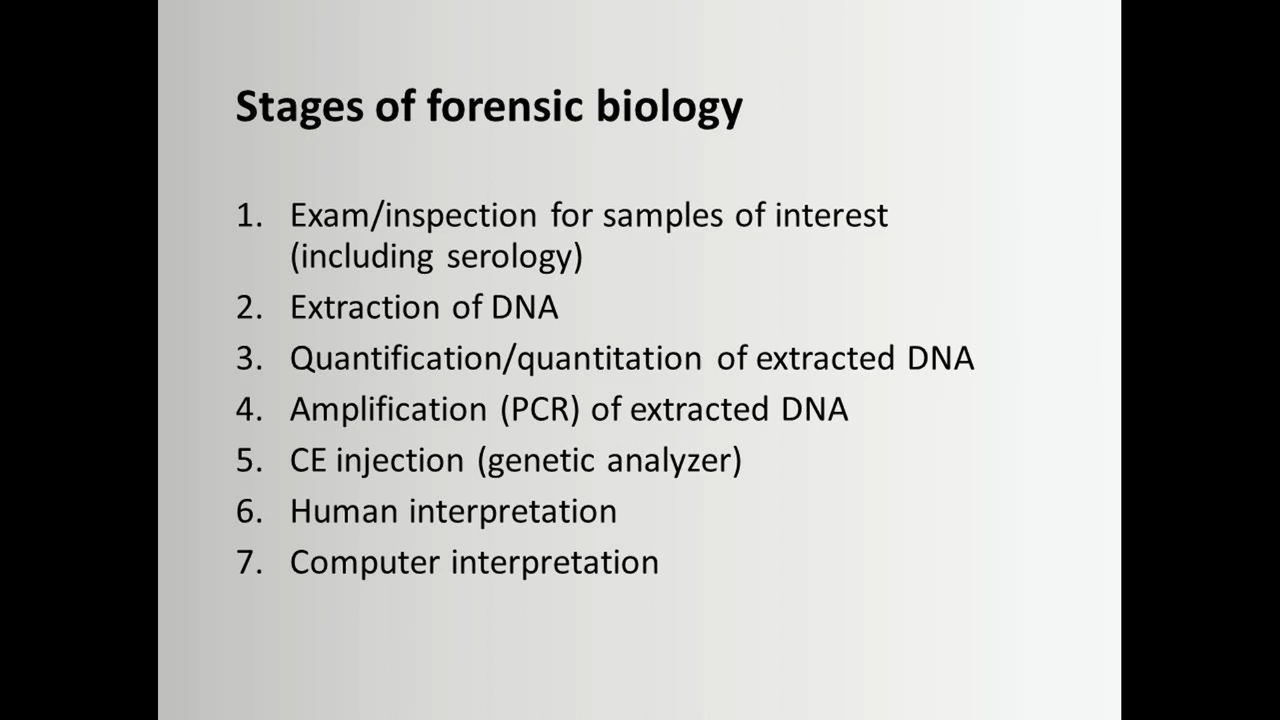 Stages of forensic biology
1. Exam/inspection for samples of interest
(including serology)
2. Extraction of DNA
3. Quantification/quantitation of extracted DNA
4. Amplification (PCR) of extracted DNA
5. CE injection (genetic analyzer)
6. Human interpretation
7. Computer interpretation